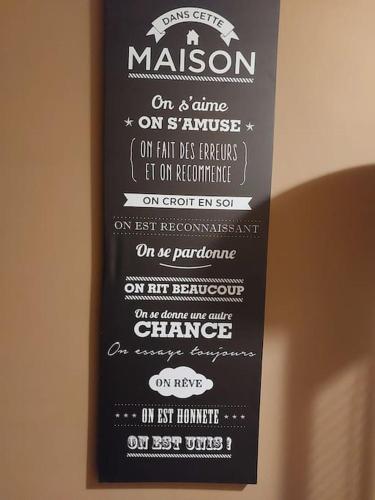 DANS CETTE
MAISON
On s'aime
ON S'AMUSE
ON FAIT DES ERREURS
ET ON RECOMMENCE
ON CROIT EN SOI
ON EST RECONNAISSANT
On se pardonne
ON RIT BEAUCOUP
On se donne une autre
CHANCE
On essaye toujours
ON RÊVE
ON EST HONNETE
ON EST UNIS !